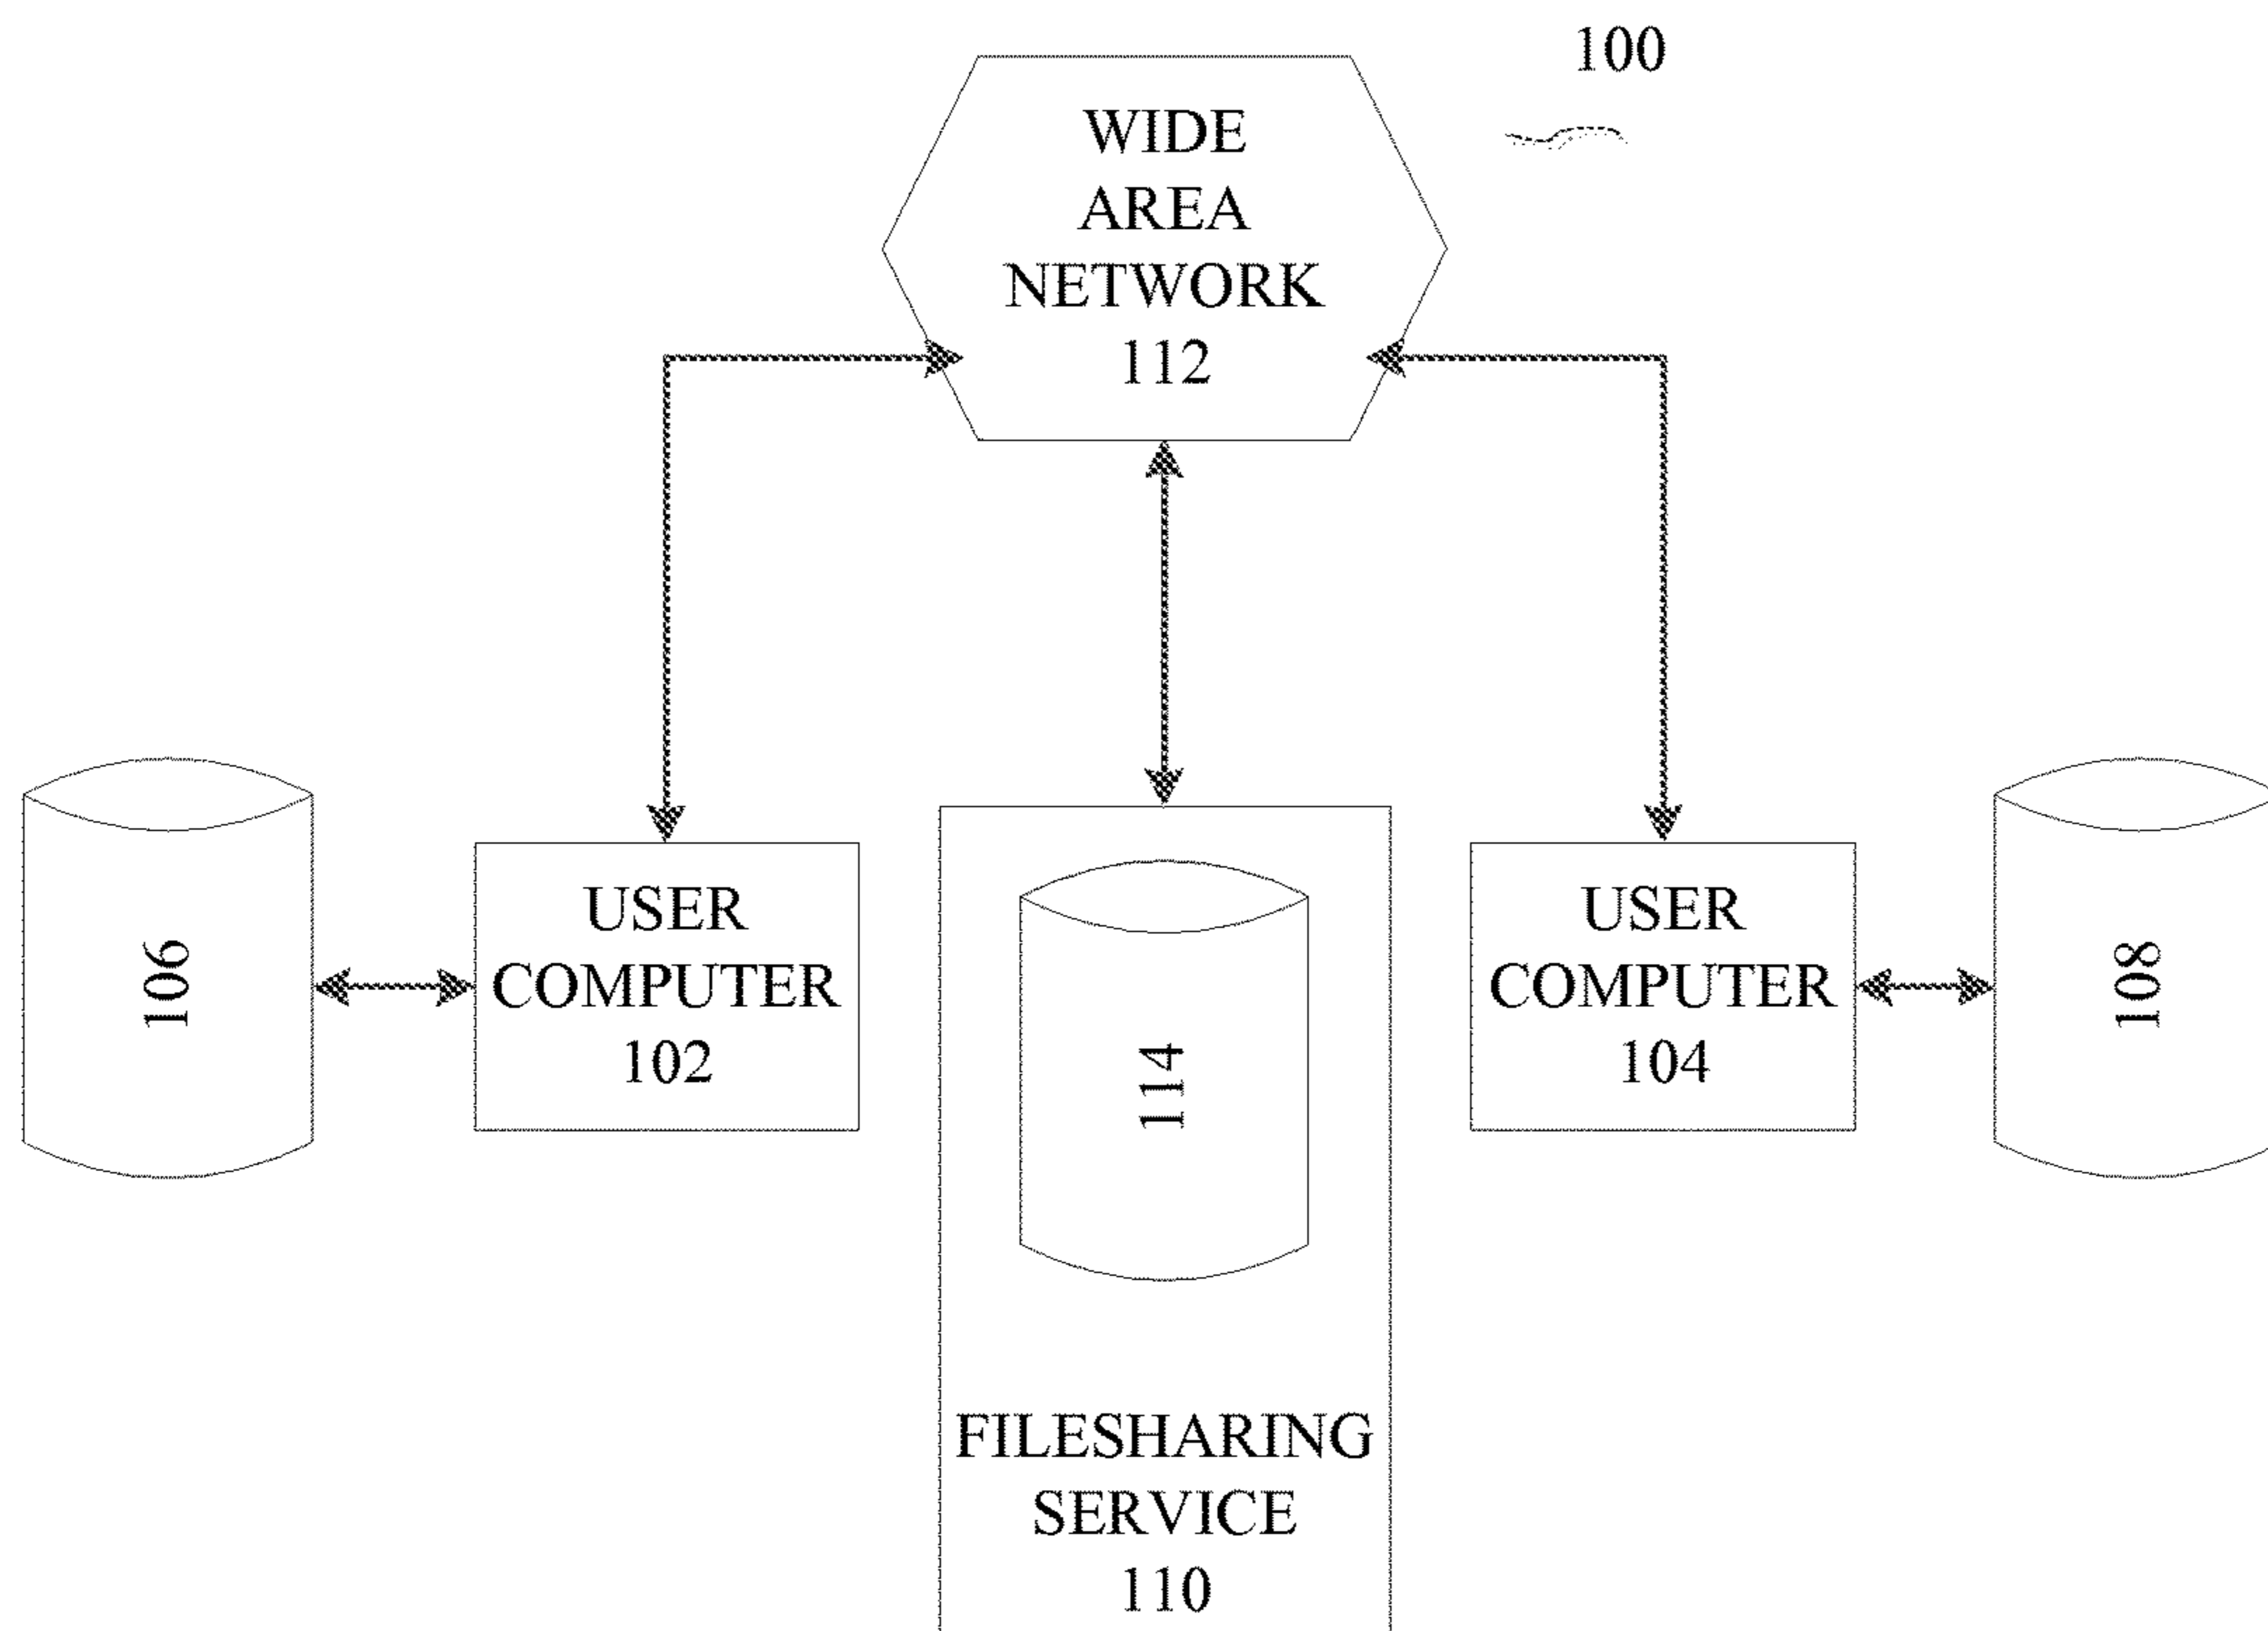 100
WIDE
AREA
NETWORK
112
106
USER
COMPUTER
102
114
USER
COMPUTER
104
108
FILESHARING
SERVICE
110